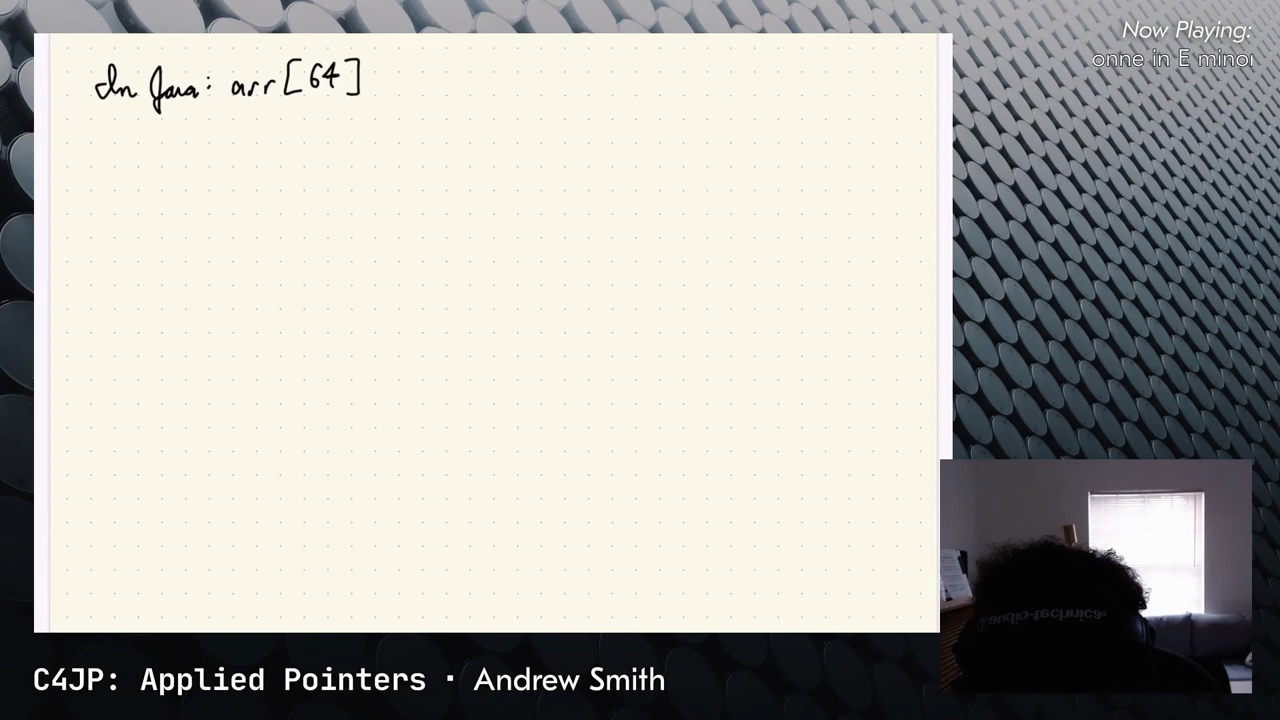 Now Playing:
onne in E minor
In Java: arr[64]
audio-technica
C4JP: Applied Pointers · Andrew Smith